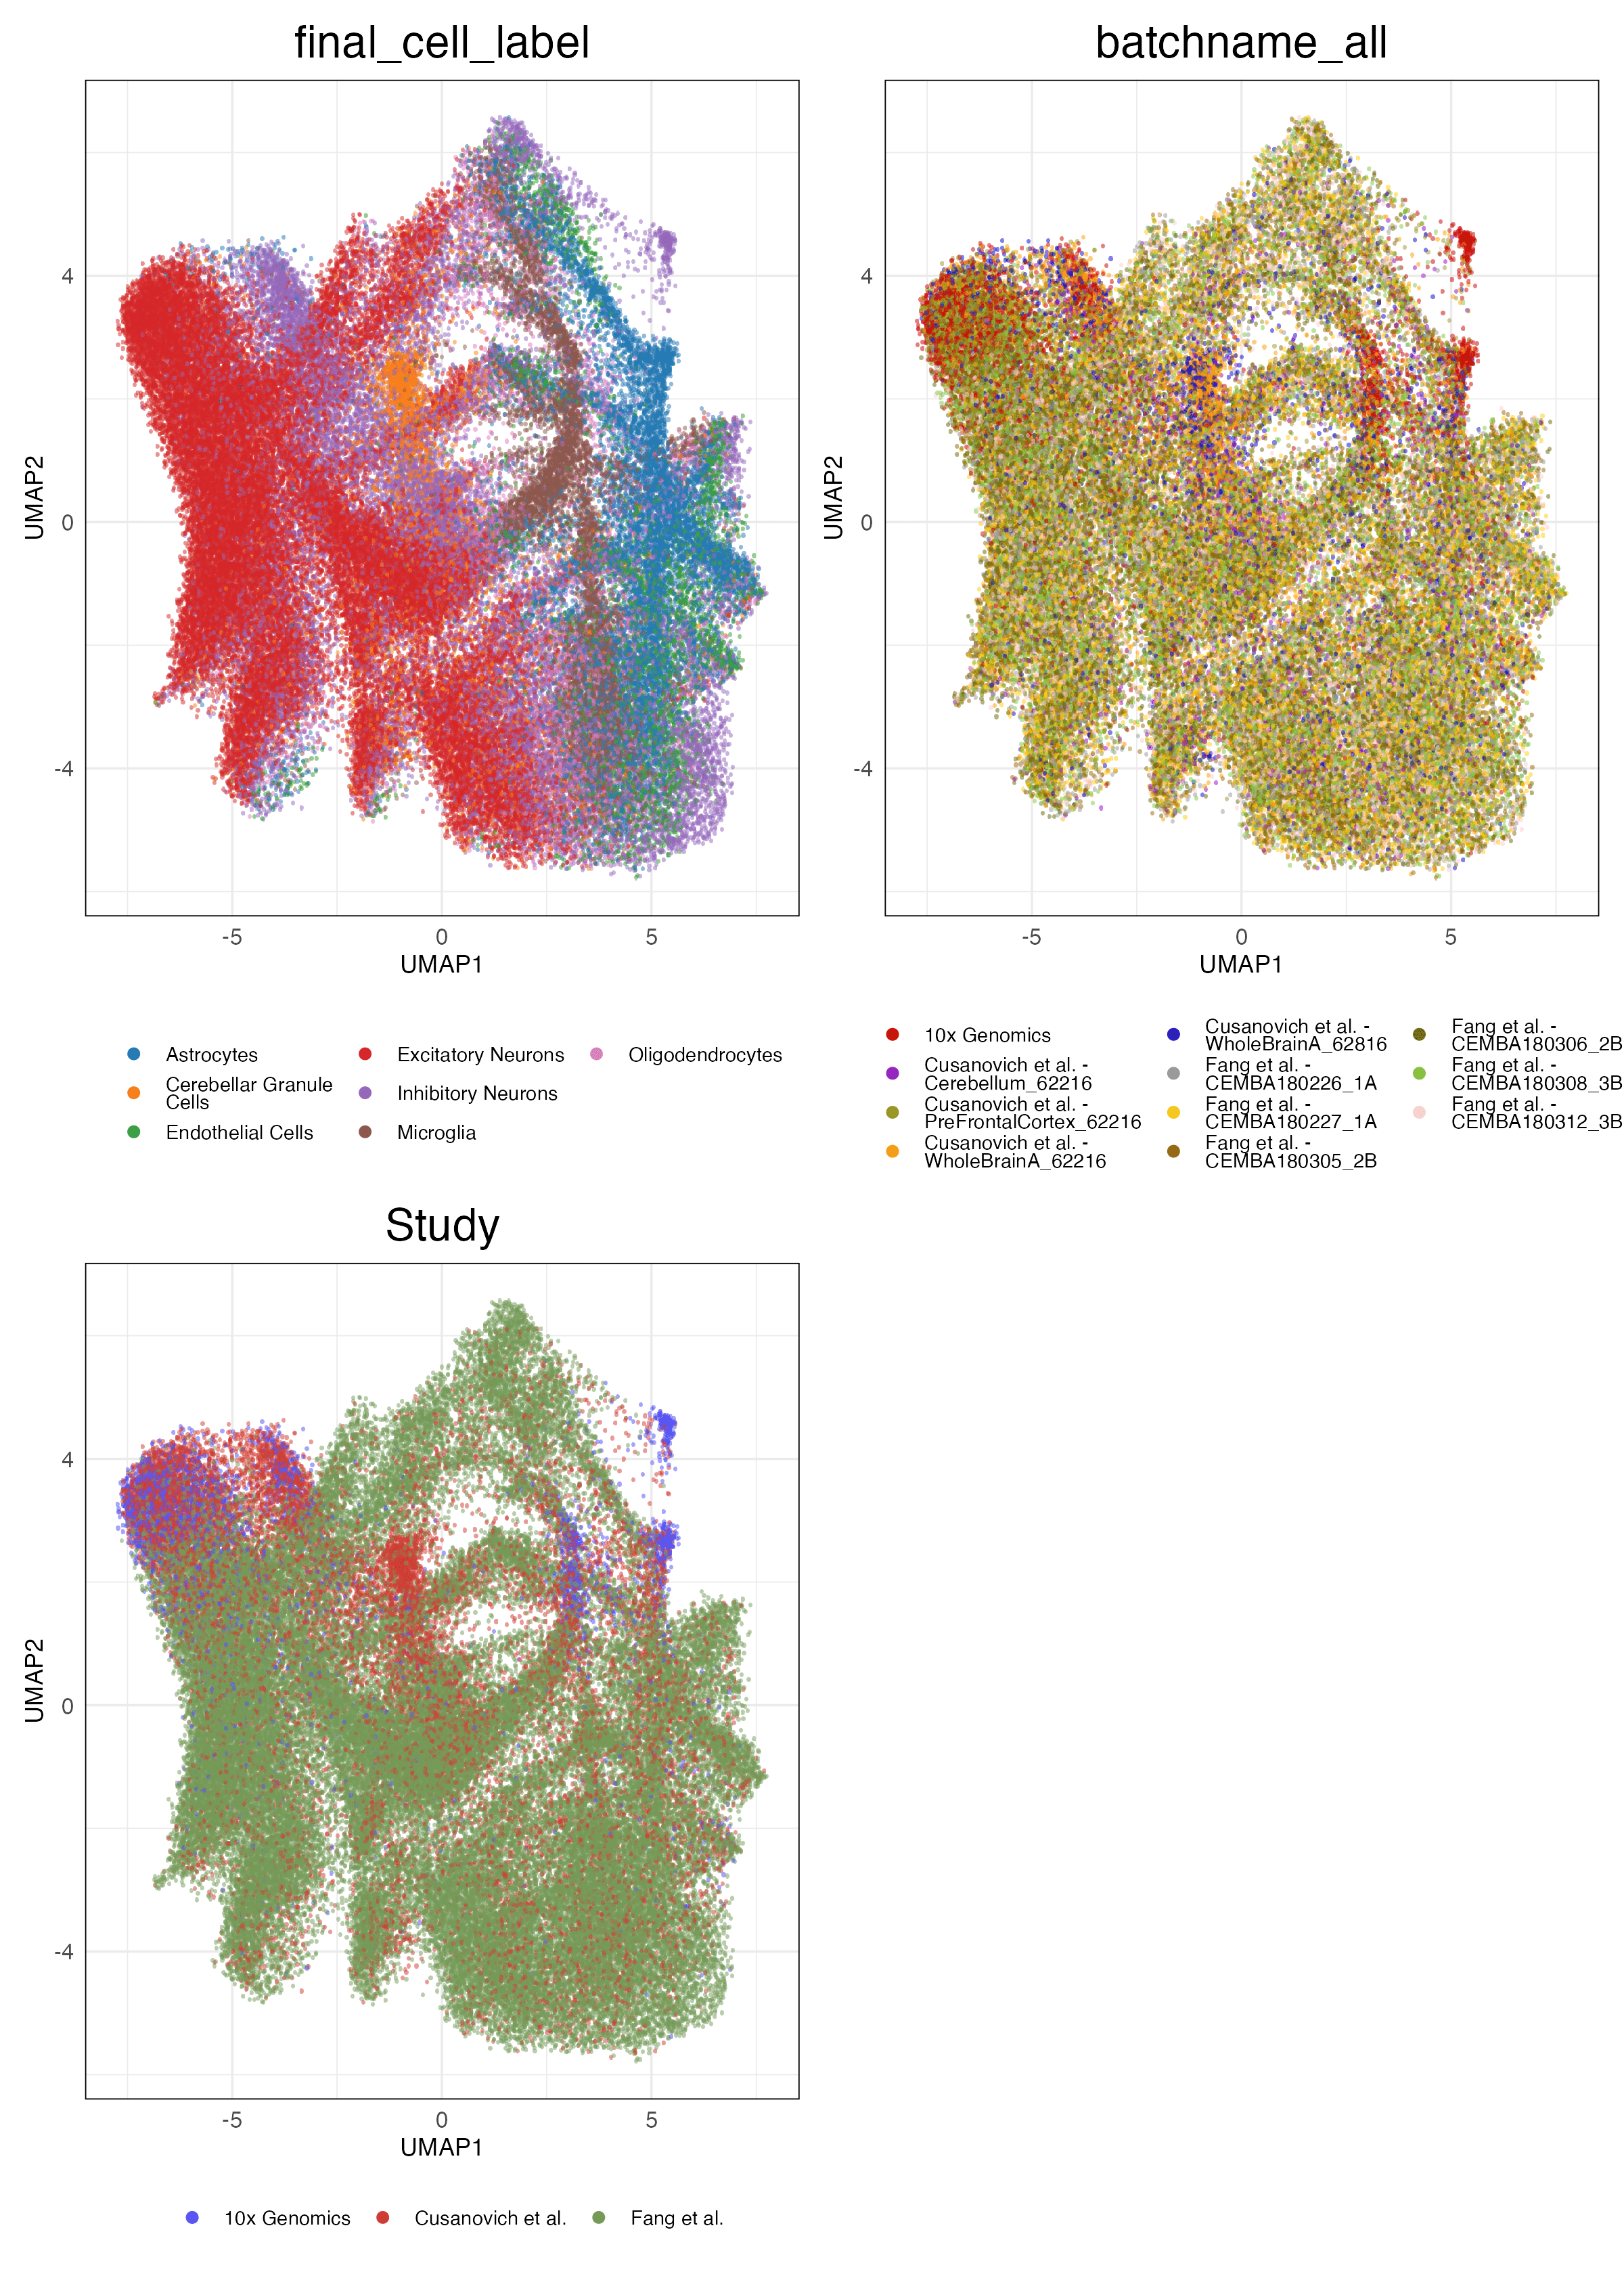 final_cell_label
batchname_all
4
0
-4
-5
0
5
UMAP1
UMAP2
4
0
-4
-5
0
5
UMAP1
UMAP2
Astrocytes
Cerebellar Granule
Cells
Endothelial Cells
Excitatory Neurons
Inhibitory Neurons
Microglia
Oligodendrocytes
10x Genomics
Cusanovich et al. -
Cerebellum_62216
Cusanovich et al. -
PreFrontalCortex_62216
Cusanovich et al. -
WholeBrainA_62216
Cusanovich et al. -
WholeBrainA_62816
Fang et al. -
CEMBA180226_1A
Fang et al. -
CEMBA180227_1A
Fang et al. -
CEMBA180305_2B
Fang et al. -
CEMBA180306_2B
Fang et al. -
CEMBA180308_3B
Fang et al. -
CEMBA180312_3B
Study
4
0
-4
-5
0
5
UMAP1
UMAP2
10x Genomics
Cusanovich et al.
Fang et al.